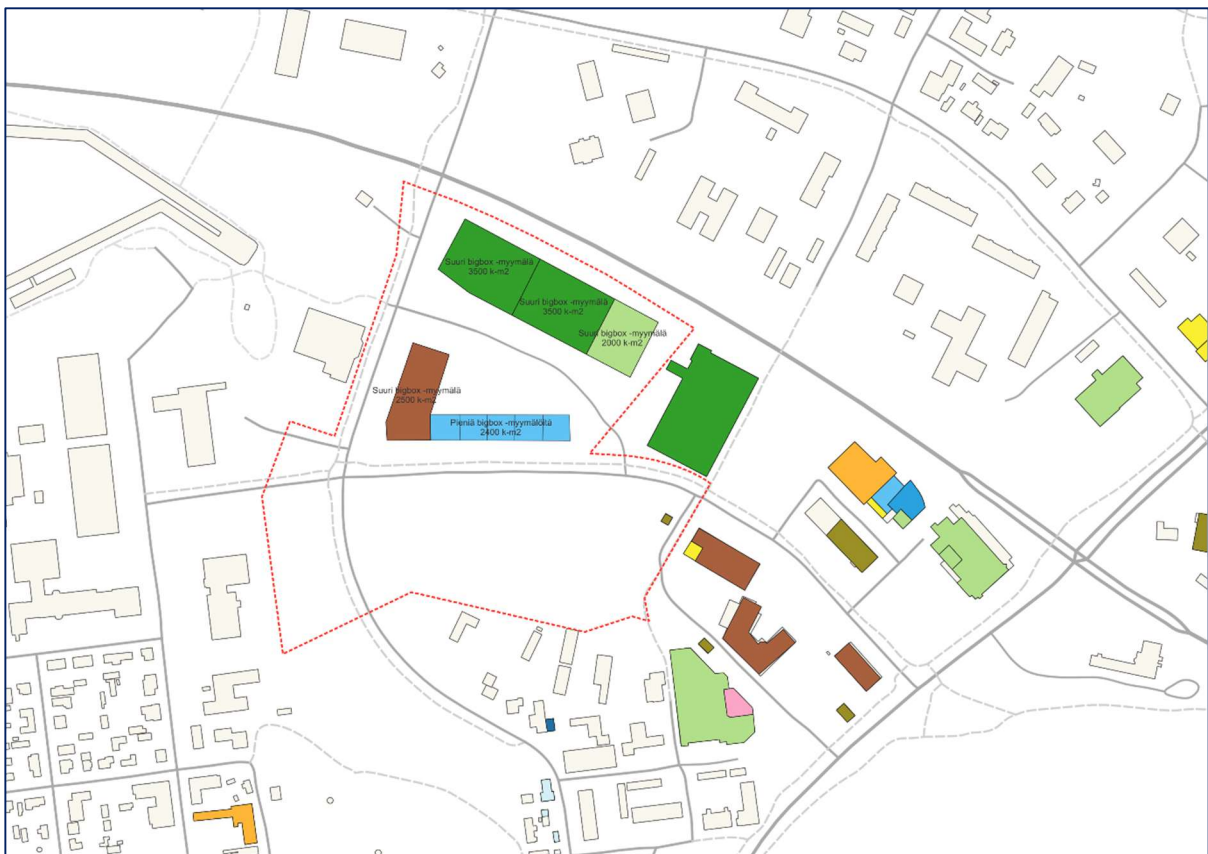 Suuri bigbox -myymälä
3500 k-m2
Suuri bigbox -myymälä
3500 k-m2
Suuri bigbox -myymälä
2000 k-m2
Suuri bigbox -myymälä
2500 k-m2
Pieniä bigbox -myymälöitä
2400 k-m2